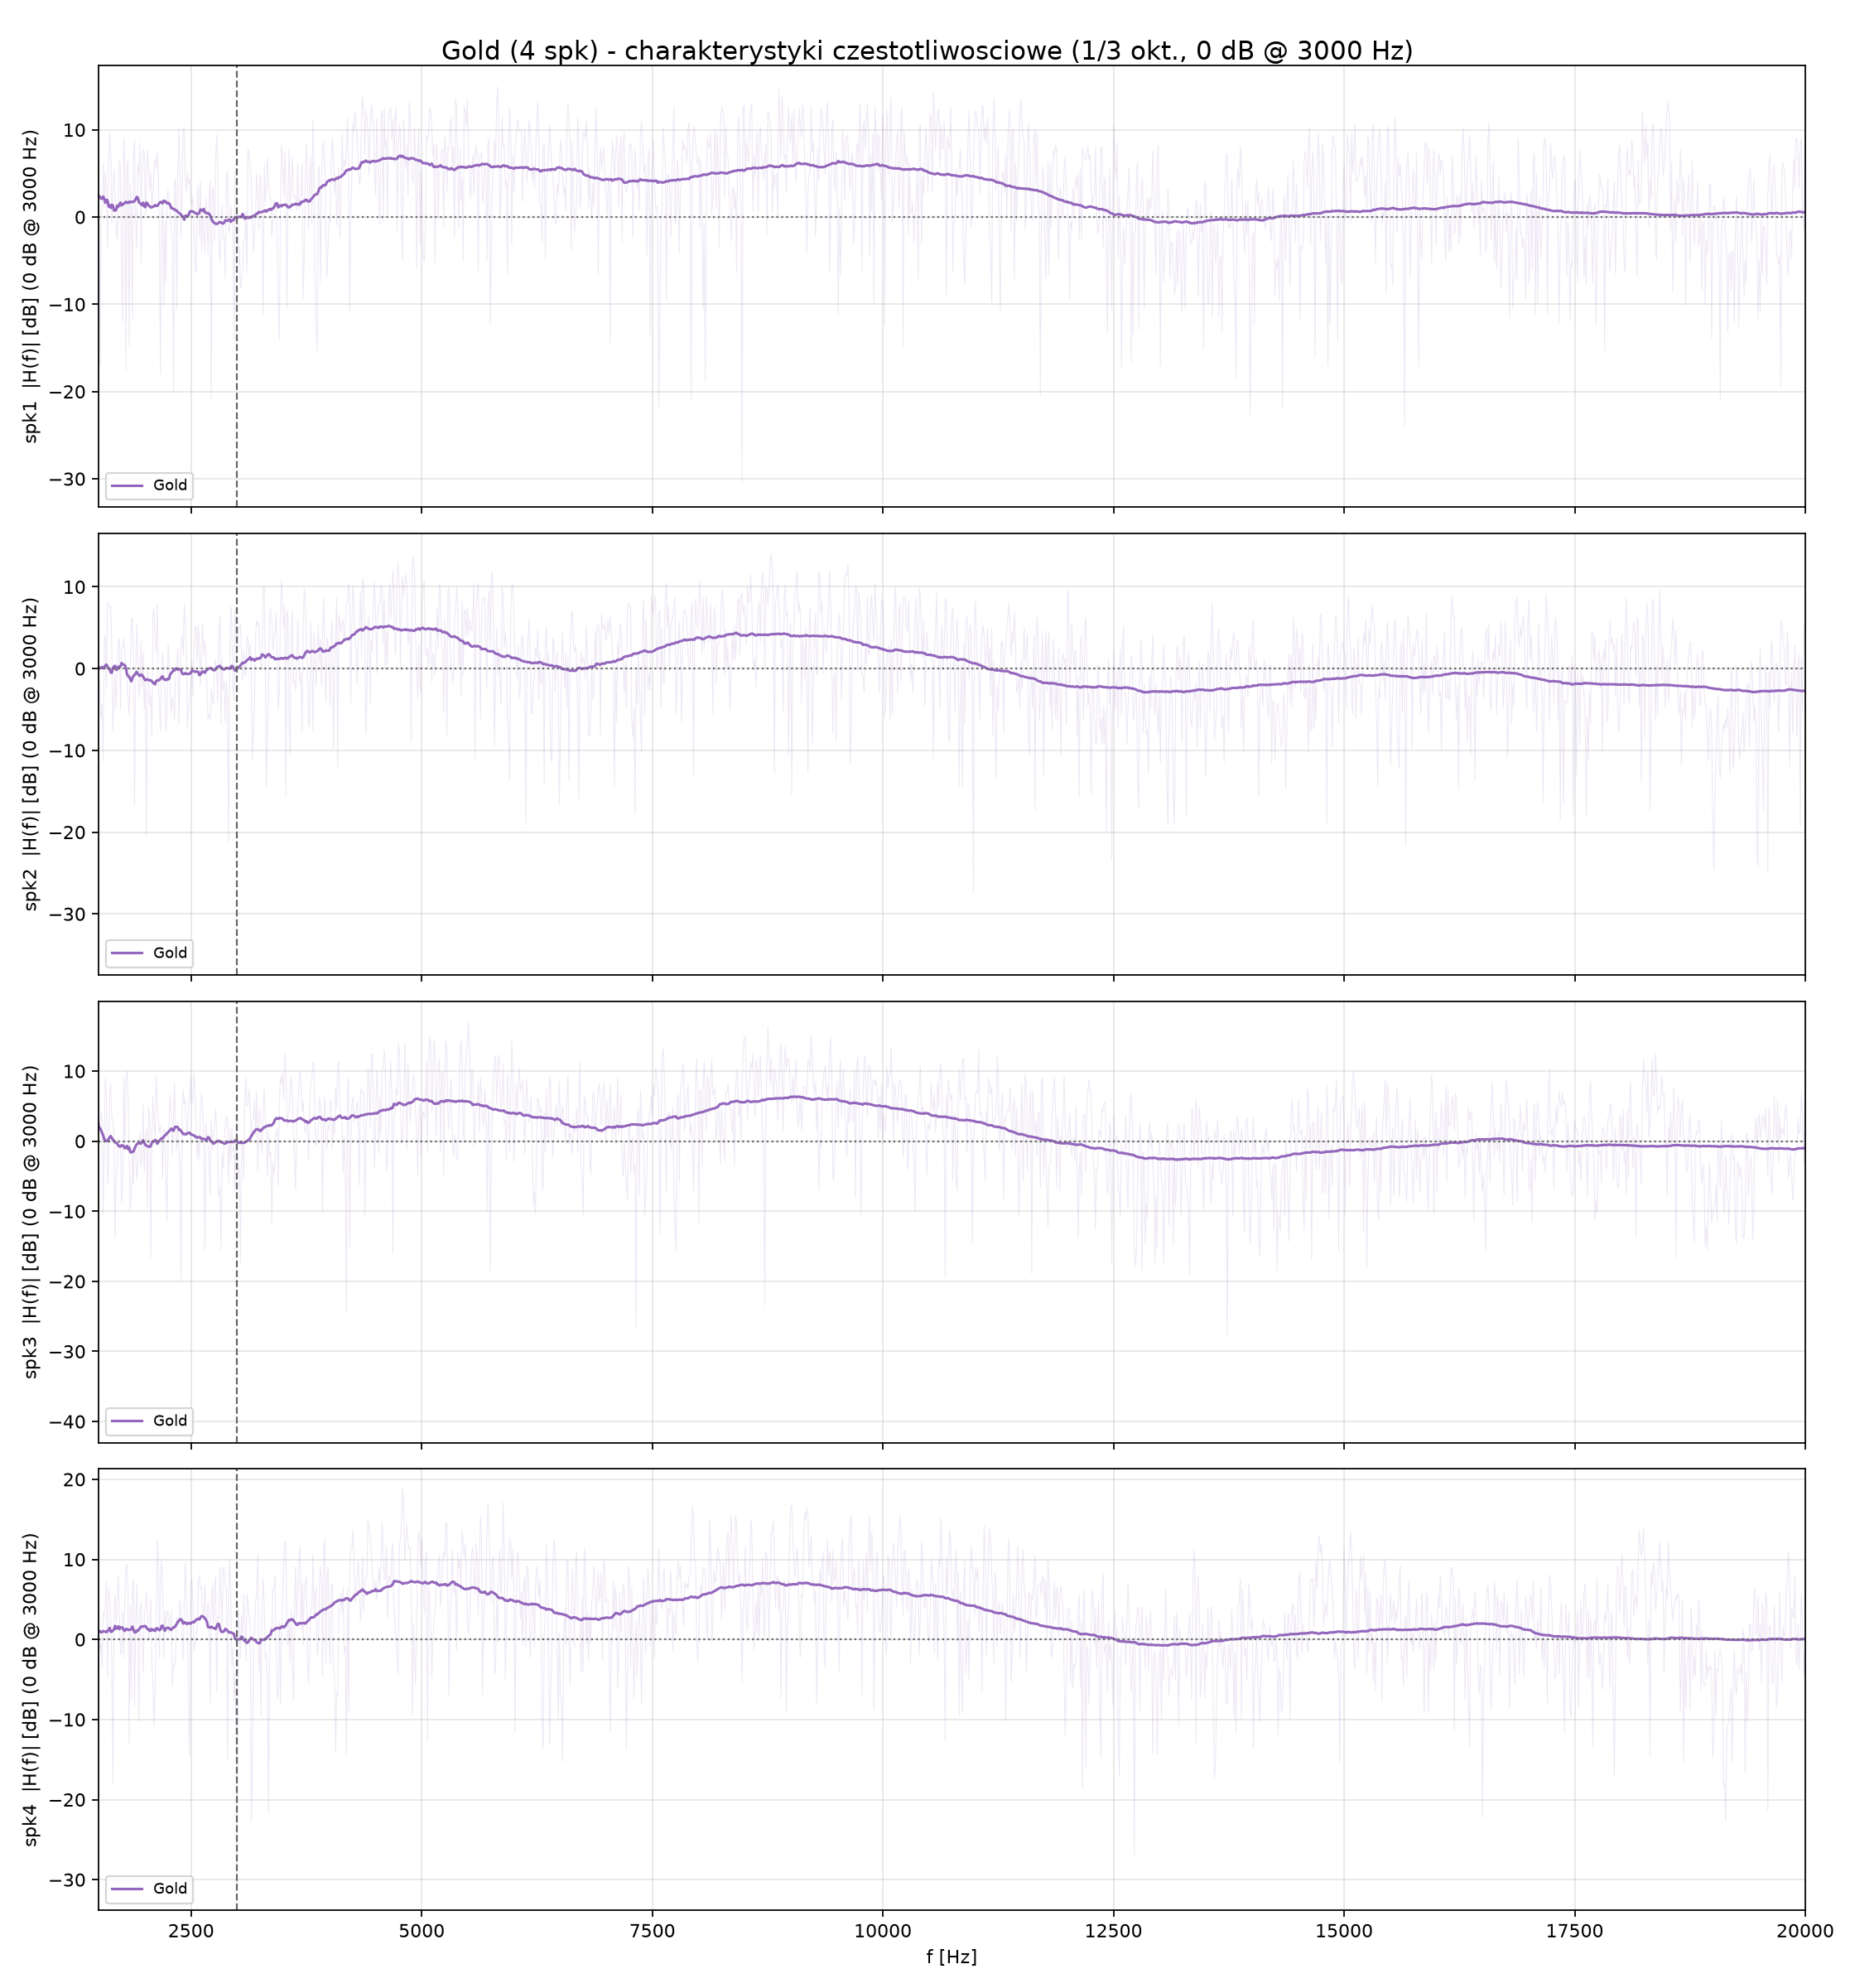 Gold (4 spk) - charakterystyki czestotliwosciowe (1/3 okt., 0 dB @ 3000 Hz)
spk1 |H(f)| [dB] (0 dB @ 3000 Hz)
10
0
−10
−20
−30
Gold
spk2 |H(f)| [dB] (0 dB @ 3000 Hz)
10
0
−10
−20
−30
Gold
spk3 |H(f)| [dB] (0 dB @ 3000 Hz)
10
0
−10
−20
−30
−40
Gold
spk4 |H(f)| [dB] (0 dB @ 3000 Hz)
20
10
0
−10
−20
−30
Gold
2500 5000 7500 10000 12500 15000 17500 20000
f [Hz]